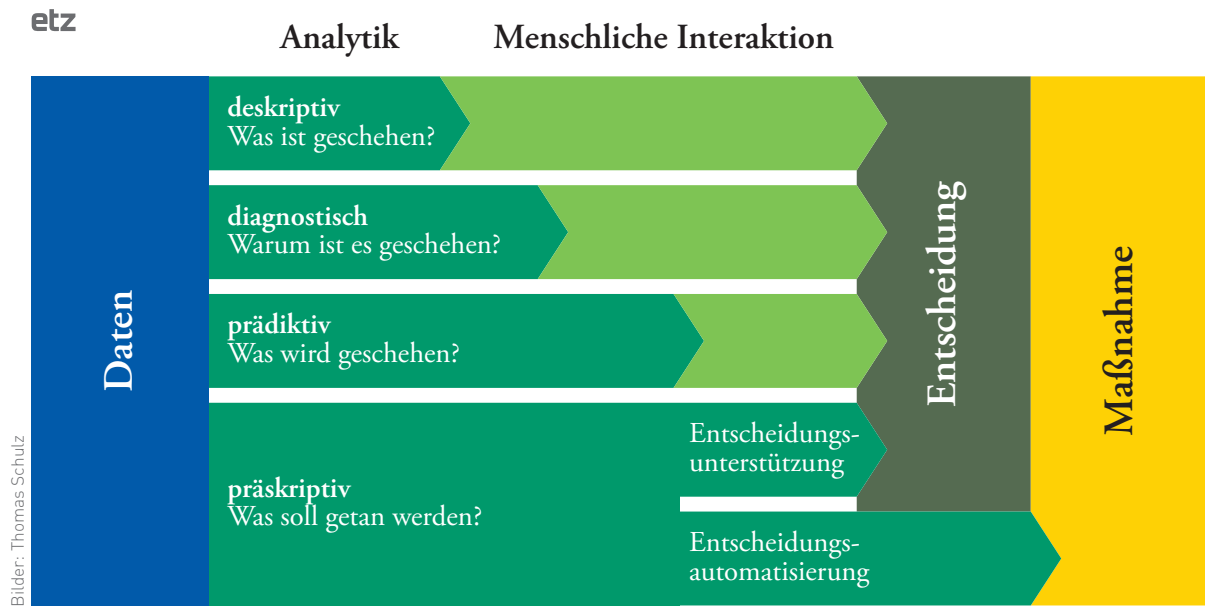 etz
Analytik
Menschliche Interaktion
Daten
deskriptiv
Was ist geschehen?
diagnostisch
Warum ist es geschehen?
prädiktiv
Was wird geschehen?
präskriptiv
Was soll getan werden?
Entscheidungs-
unterstützung
Entscheidungs-
automatisierung
Entscheidung
Maßnahme
Bilder: Thomas Schulz